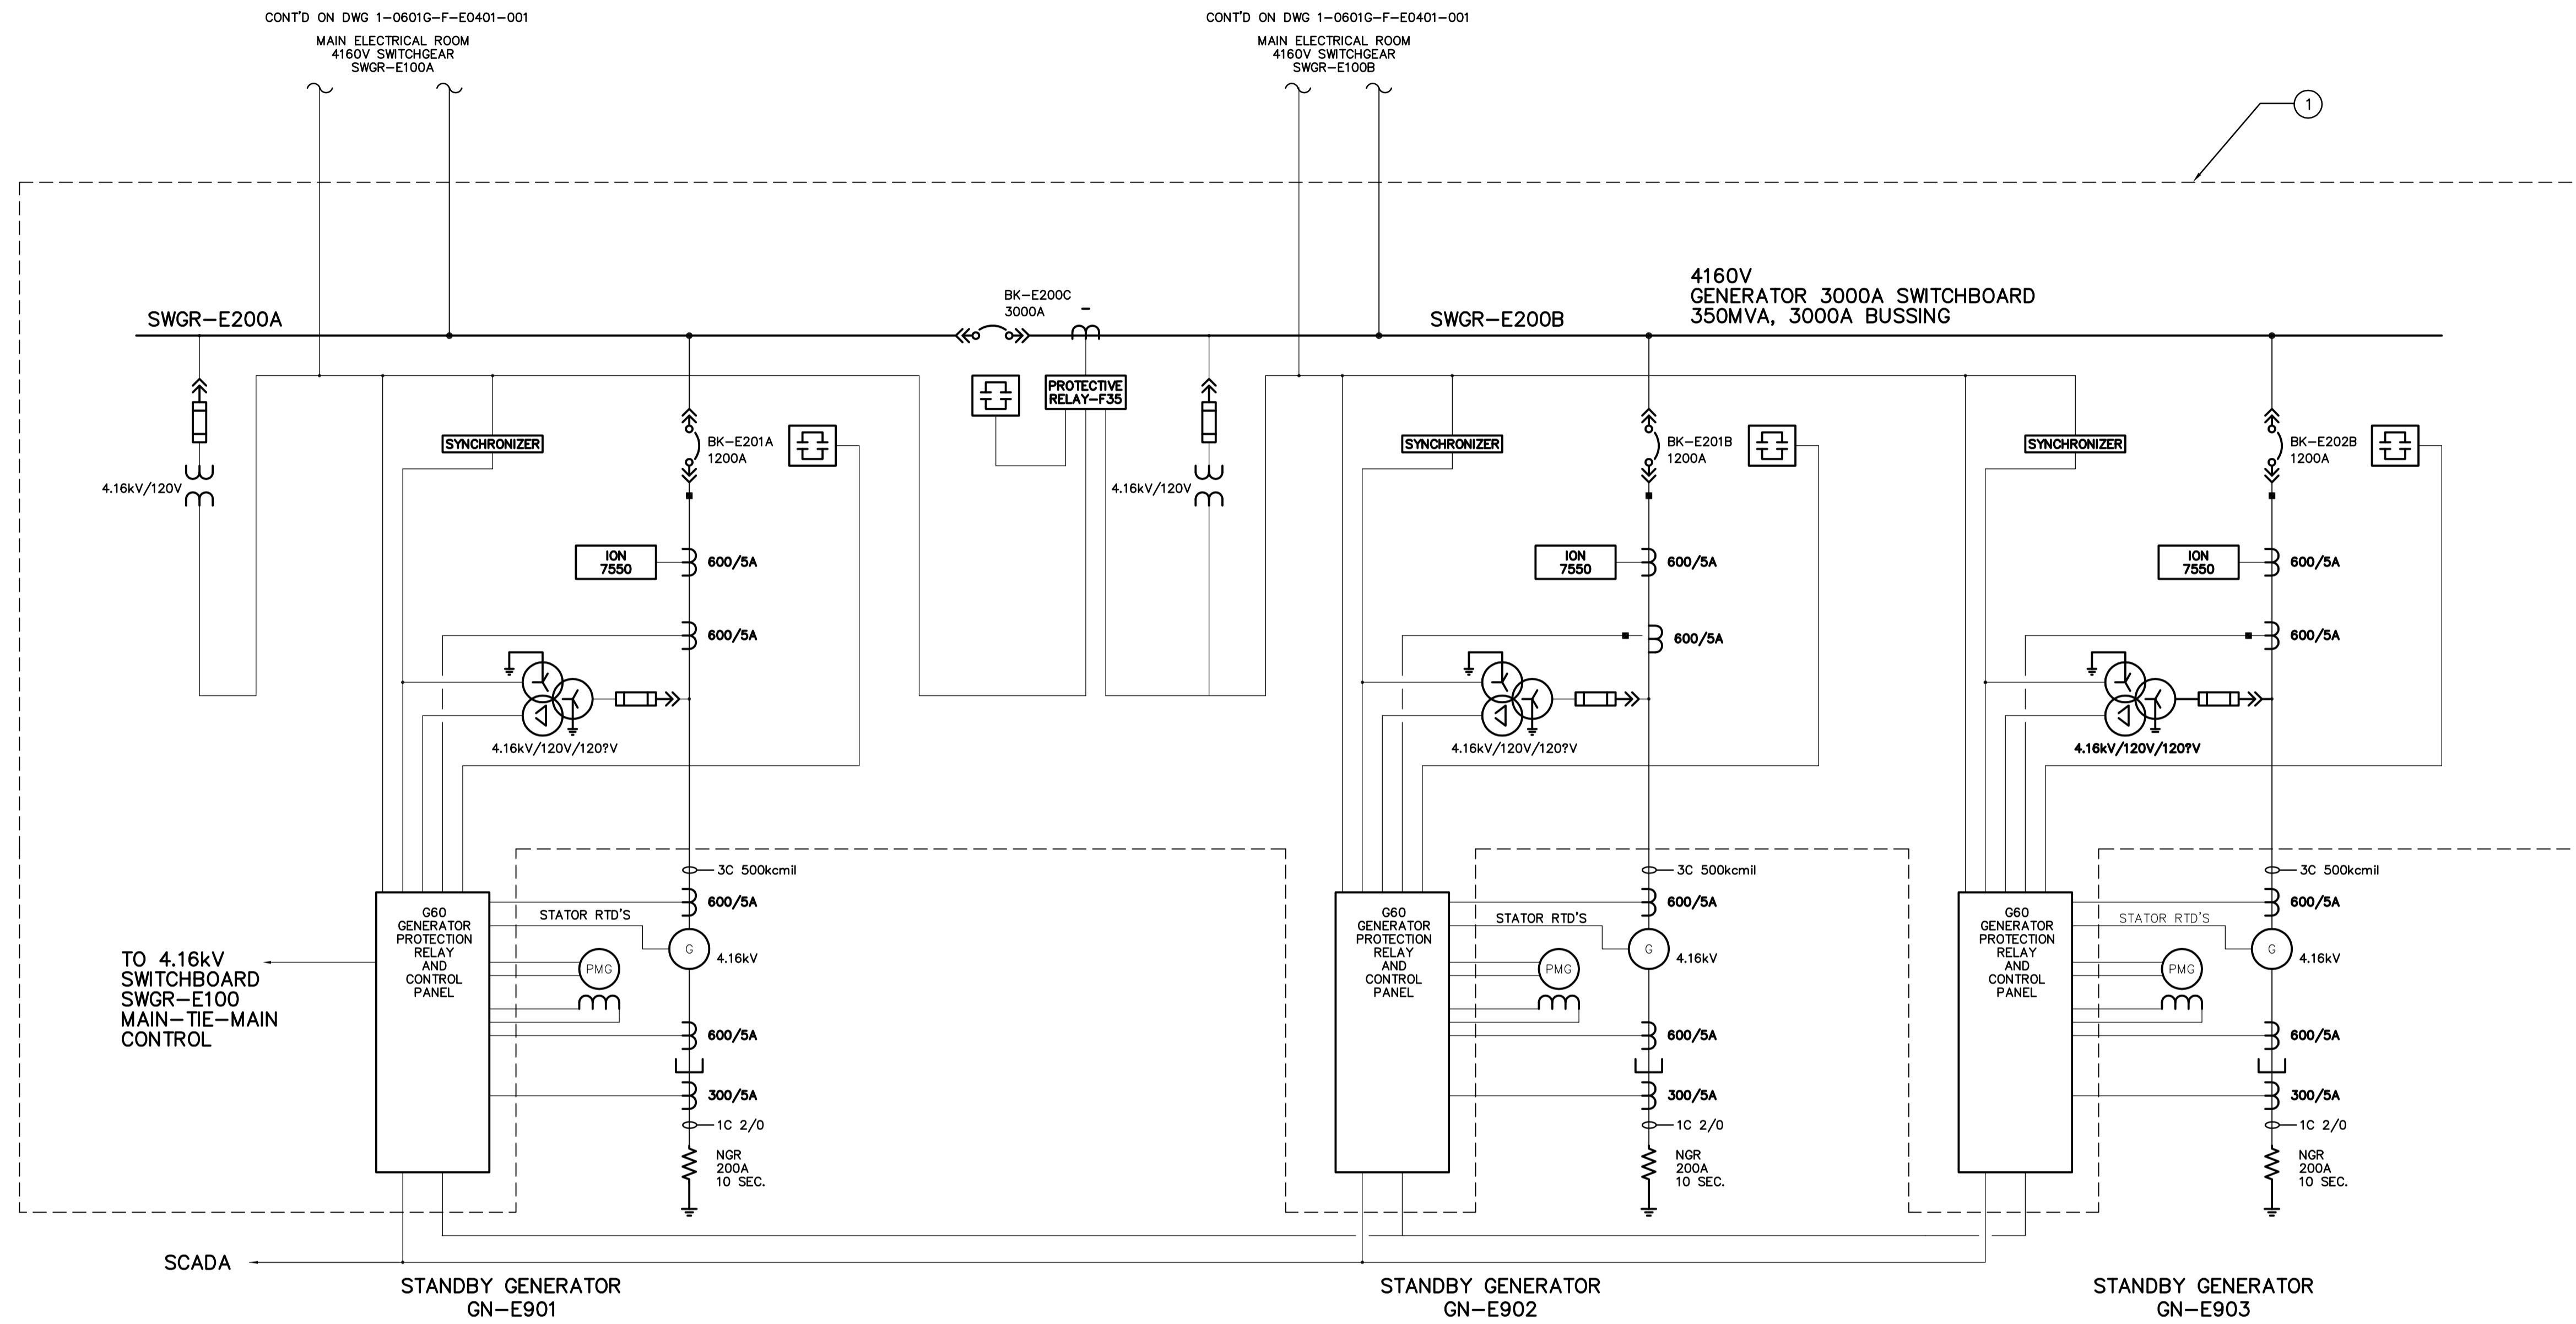 CONT'D ON DWG 1-0601G-F-E0401-001
MAIN ELECTRICAL ROOM
4160V SWITCHGEAR
SWGR-E100A
CONT'D ON DWG 1-0601G-F-E0401-001
MAIN ELECTRICAL ROOM
4160V SWITCHGEAR
SWGR-E100B
1
SWGR-E200A
BK-E200C
3000A
SWGR-E200B
4160V
GENERATOR 3000A SWITCHBOARD
350MVA, 3000A BUSSING
4.16kV/120V
SYNCHRONIZER
BK-E201A
1200A
PROTECTIVE
RELAY-F35
4.16kV/120V
SYNCHRONIZER
BK-E201B
1200A
SYNCHRONIZER
BK-E202B
1200A
ION
7550
600/5A
ION
7550
600/5A
ION
7550
600/5A
600/5A
600/5A
600/5A
4.16kV/120V/120?V
4.16kV/120V/120?V
4.16kV/120V/120?V
TO 4.16kV
SWITCHBOARD
SWGR-E100
MAIN-TIE-MAIN
CONTROL
G60
GENERATOR
PROTECTION
RELAY
AND
CONTROL
PANEL
3C 500kcmil
600/5A
STATOR RTD'S
G
4.16kV
PMG
600/5A
300/5A
1C 2/0
NGR
200A
10 SEC.
G60
GENERATOR
PROTECTION
RELAY
AND
CONTROL
PANEL
3C 500kcmil
600/5A
STATOR RTD'S
G
4.16kV
PMG
600/5A
300/5A
1C 2/0
NGR
200A
10 SEC.
G60
GENERATOR
PROTECTION
RELAY
AND
CONTROL
PANEL
3C 500kcmil
600/5A
STATOR RTD'S
G
4.16kV
PMG
600/5A
300/5A
1C 2/0
NGR
200A
10 SEC.
SCADA
STANDBY GENERATOR
GN-E901
STANDBY GENERATOR
GN-E902
STANDBY GENERATOR
GN-E903